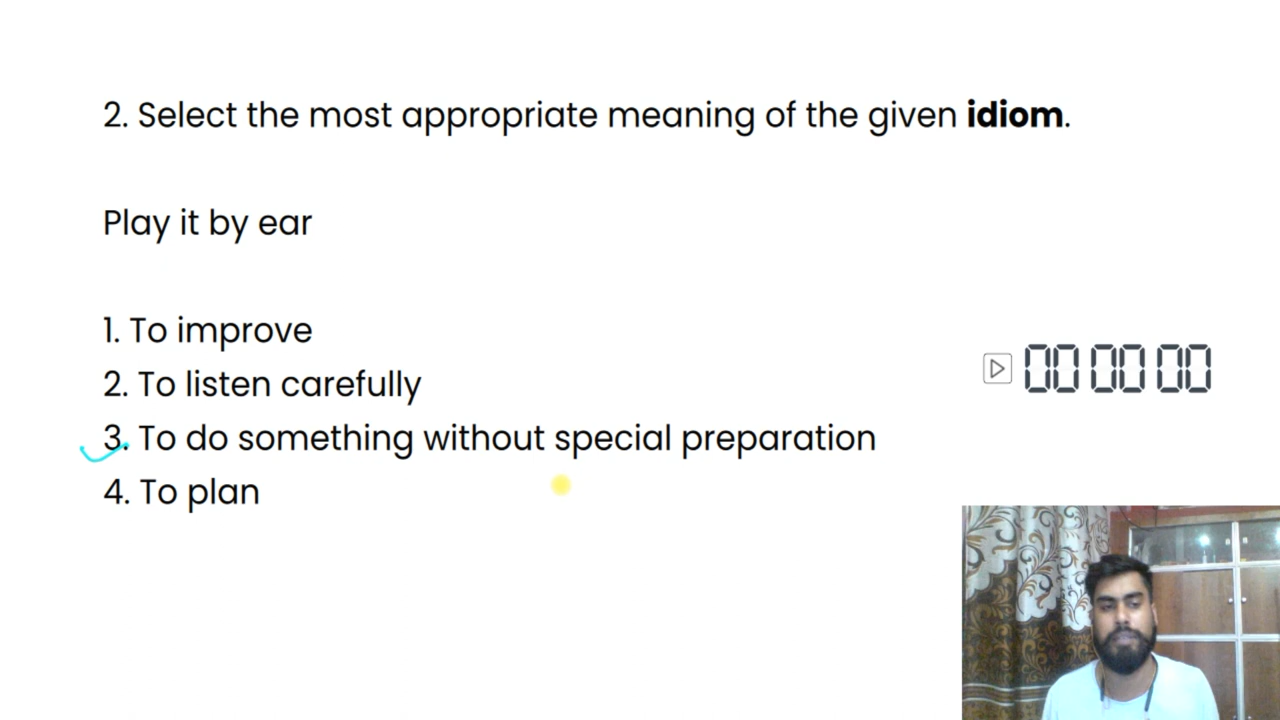 2. Select the most appropriate meaning of the given idiom.
Play it by ear
1. To improve
2. To listen carefully
3. To do something without special preparation
4. To plan
00 00 00